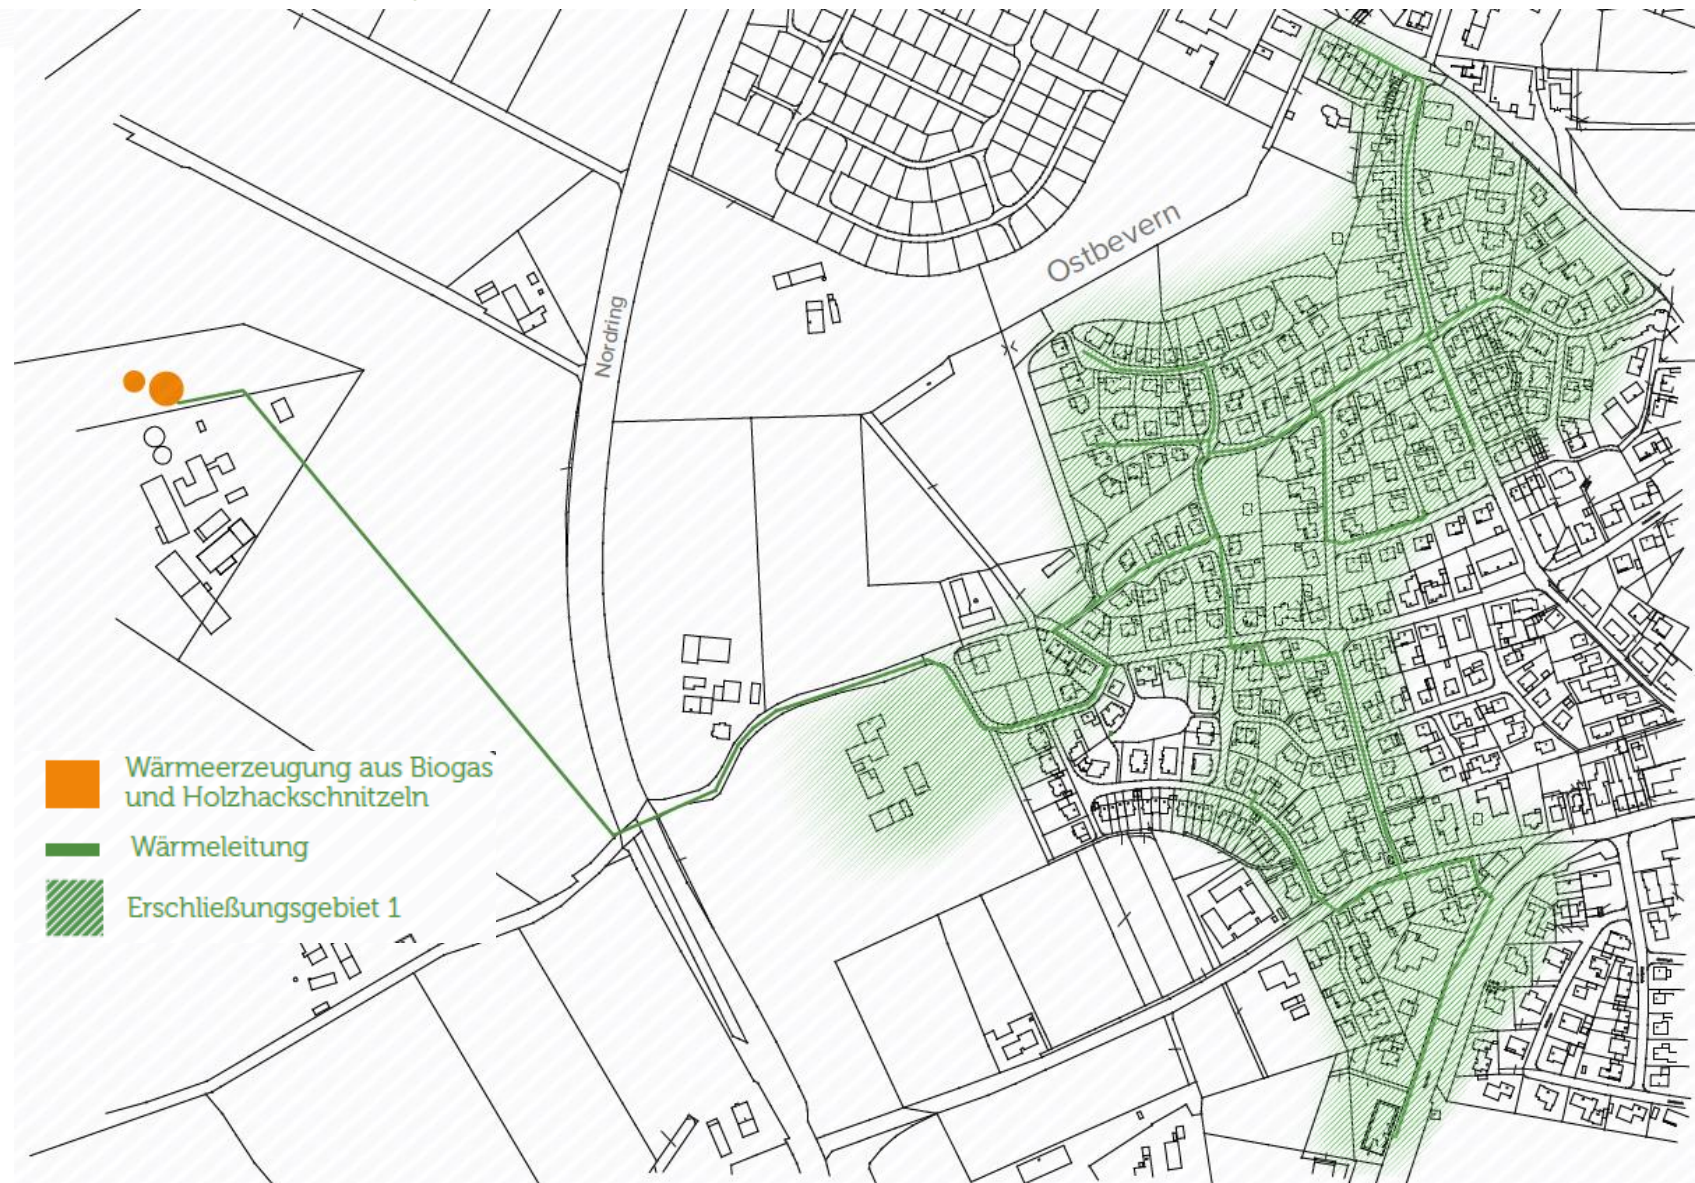 Ostbevern
Nordring
Wärmeerzeugung aus Biogas
und Holzhackschnitzeln
Wärmeleitung
Erschließungsgebiet 1